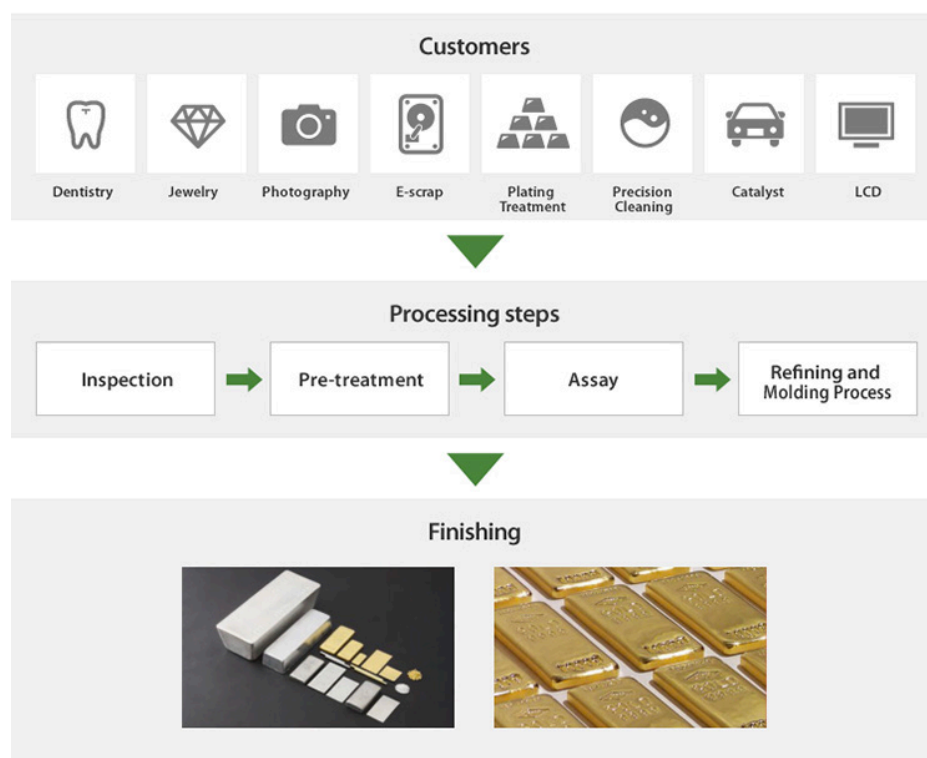 Customers
Dentistry
Jewelry
Photography
E-scrap
Plating
Treatment
Precision
Cleaning
Catalyst
LCD
Processing steps
Inspection
Pre-treatment
Assay
Refining and
Molding Process
Finishing